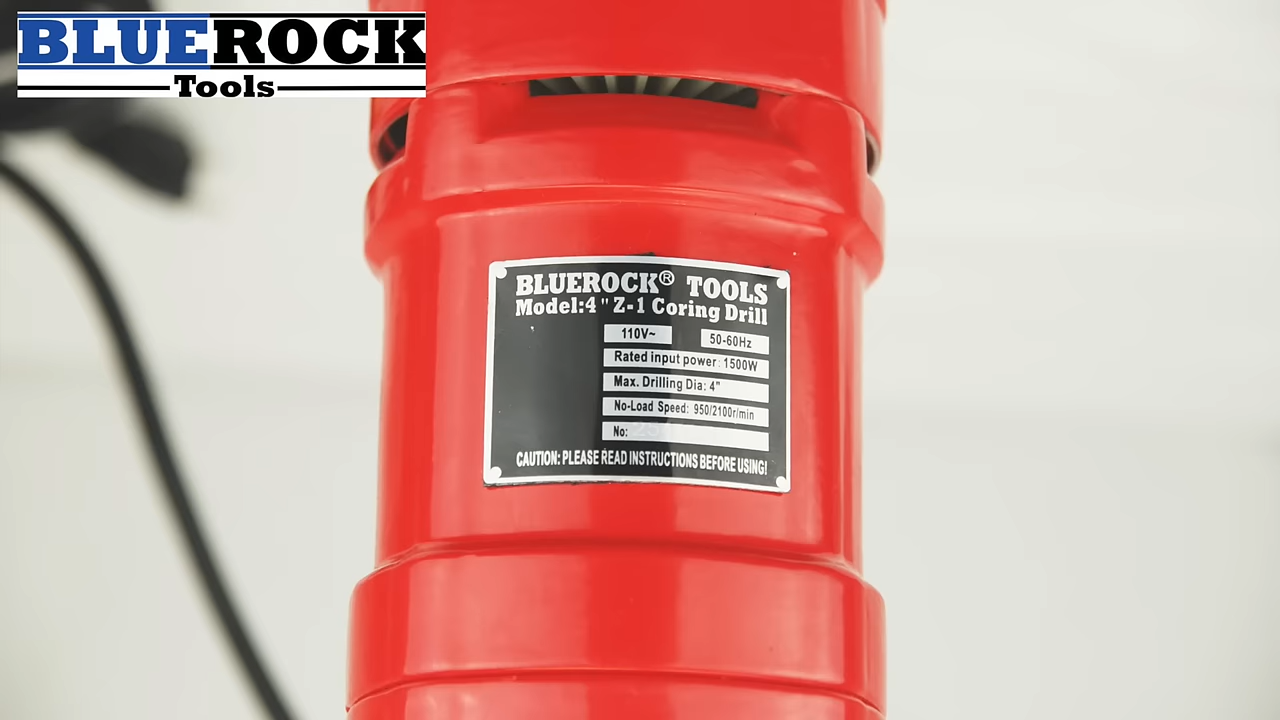 BLUEROCK
Tools
BLUEROCK® TOOLS
Model:4" Z-1 Coring Drill
110V~ 50-60Hz
Rated input power: 1500W
Max. Drilling Dia: 4"
No-Load Speed: 950/2100r/min
No:
CAUTION: PLEASE READ INSTRUCTIONS BEFORE USING!